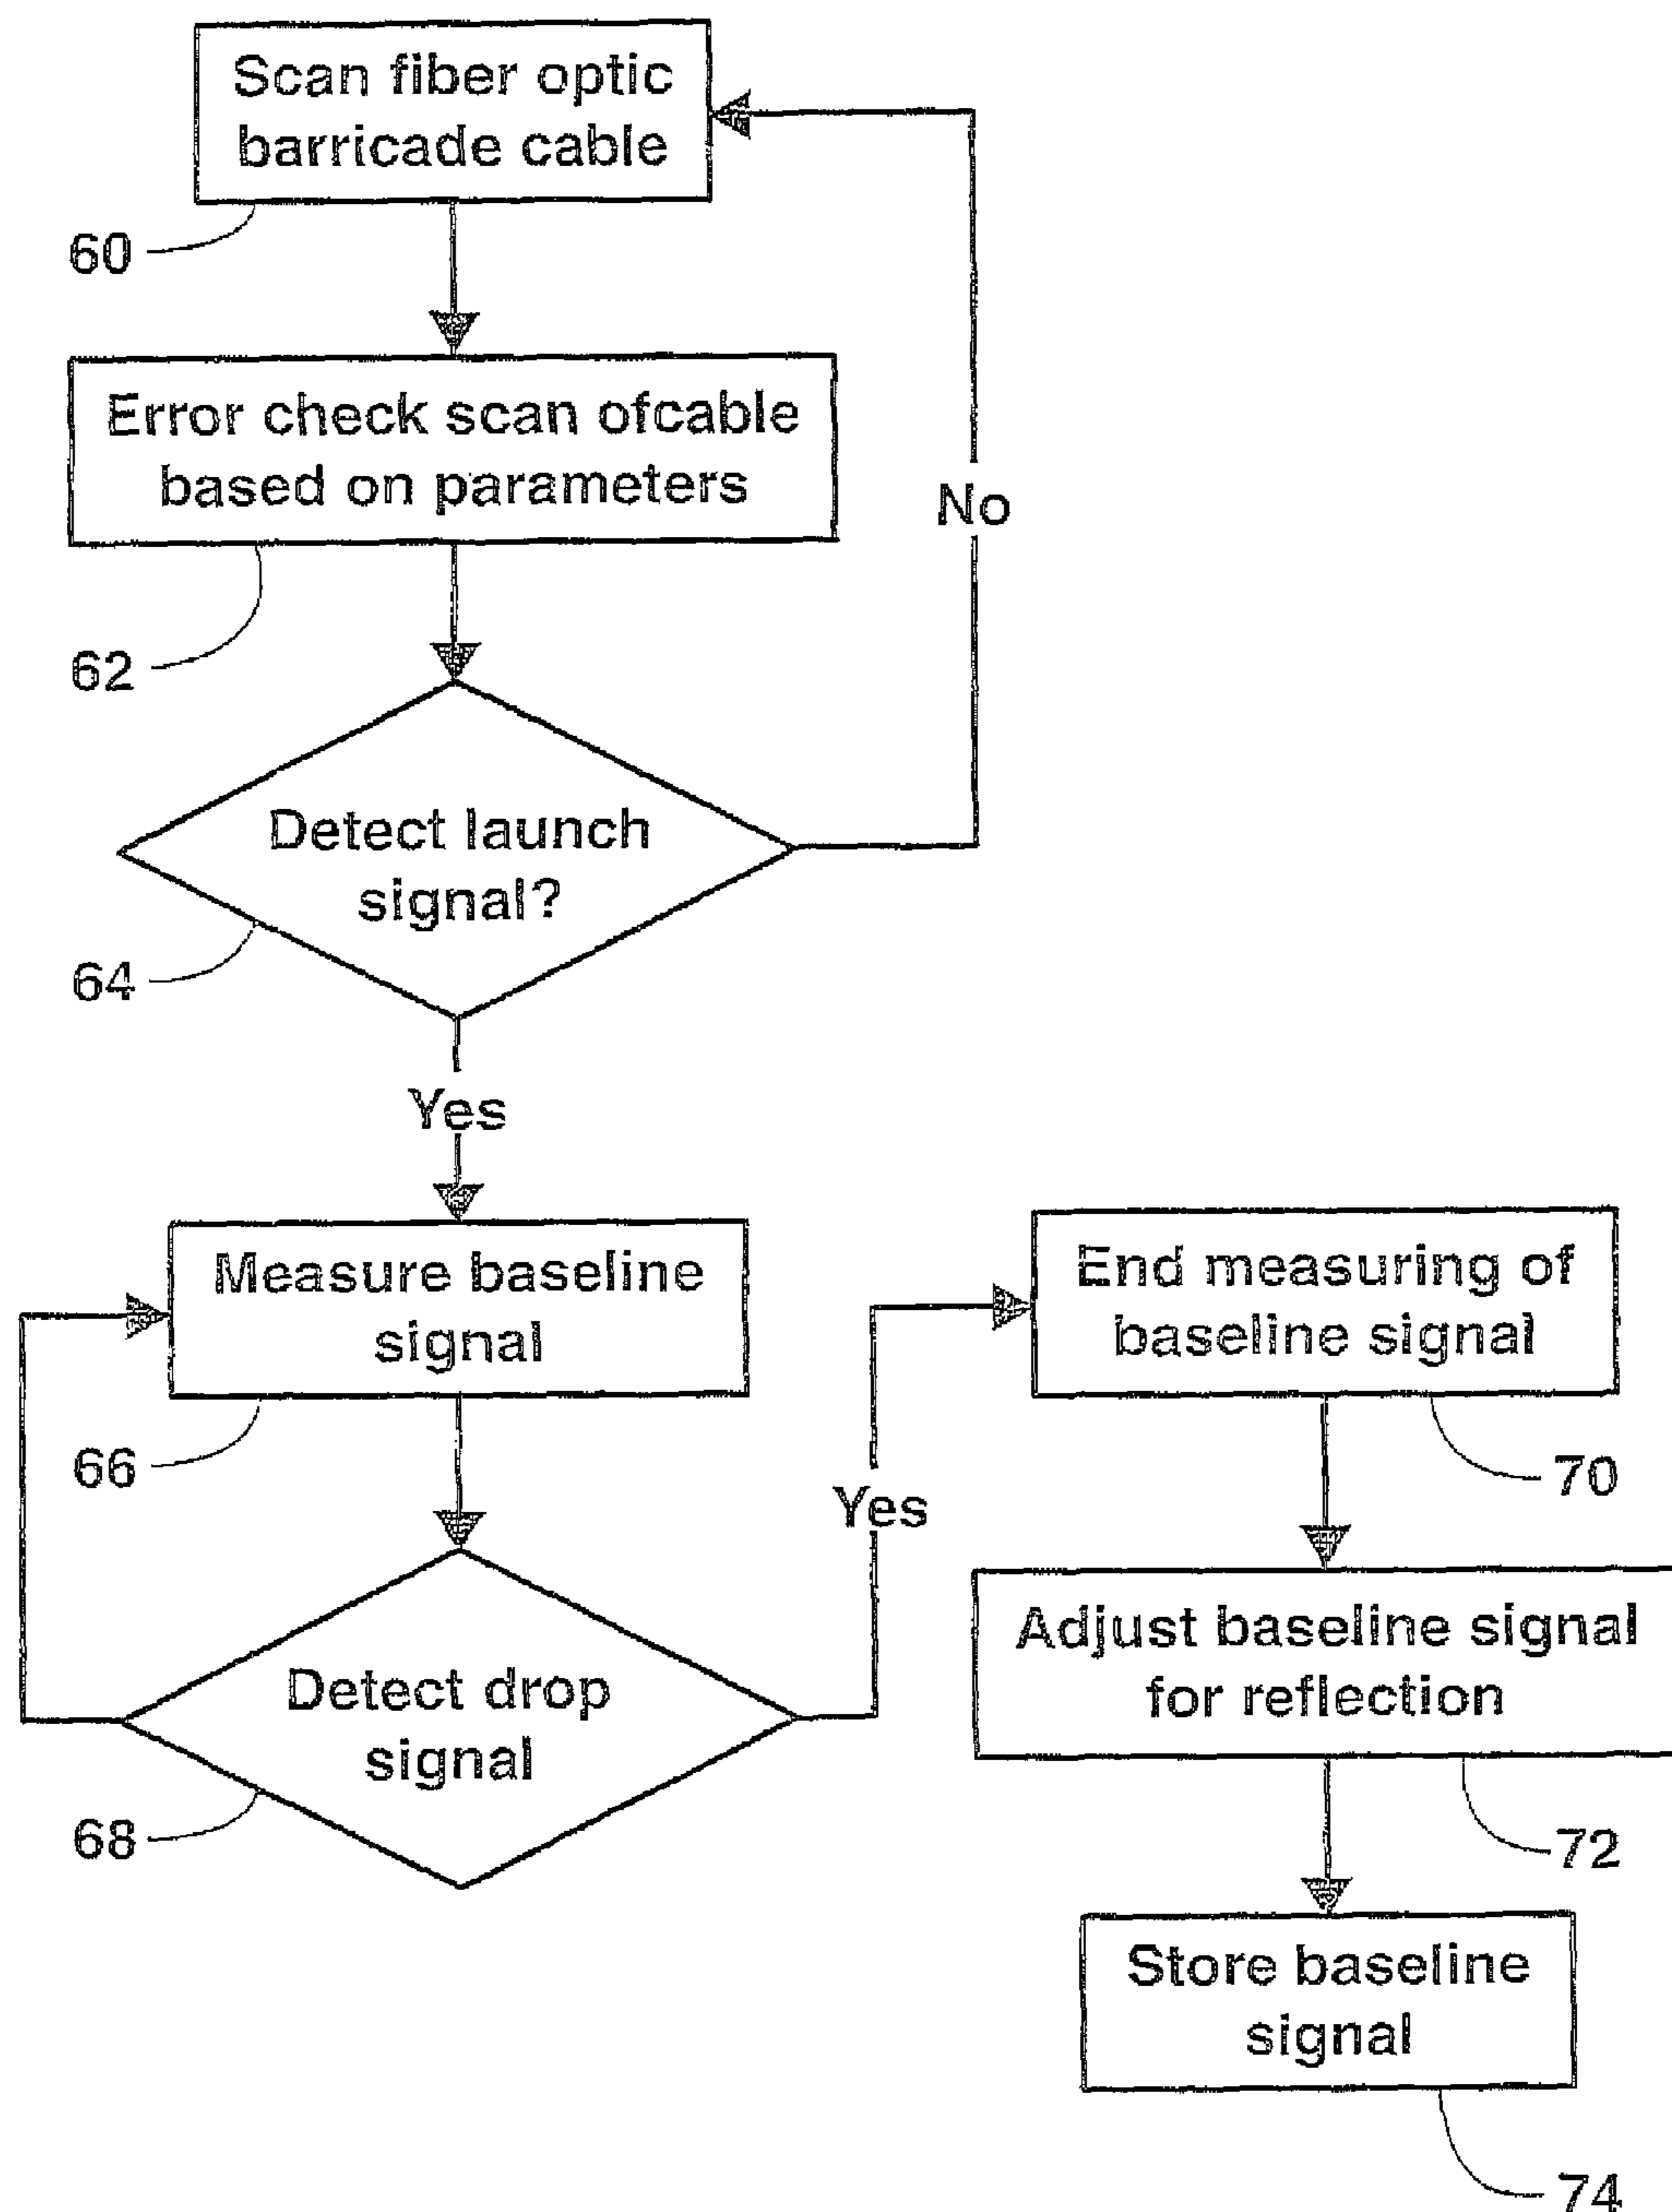 Scan fiber optic
barricade cable
60
Error check scan ofcable
based on parameters
No
62
Detect launch
signal?
64
Yes
Measure baseline
signal
66
Detect drop
signal
68
Yes
End measuring of
baseline signal
70
Adjust baseline signal
for reflection
72
Store baseline
signal
74